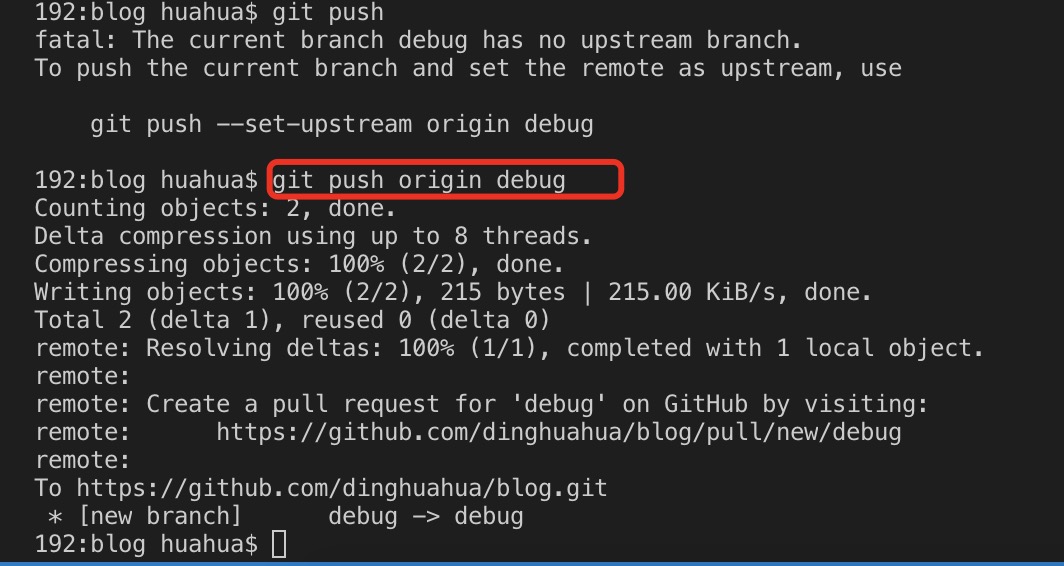 192:blog huahua$ git push
fatal: The current branch debug has no upstream branch.
To push the current branch and set the remote as upstream, use
git push --set-upstream origin debug
192:blog huahua$ git push origin debug
Counting objects: 2, done.
Delta compression using up to 8 threads.
Compressing objects: 100% (2/2), done.
Writing objects: 100% (2/2), 215 bytes | 215.00 KiB/s, done.
Total 2 (delta 1), reused 0 (delta 0)
remote: Resolving deltas: 100% (1/1), completed with 1 local object.
remote:
remote: Create a pull request for 'debug' on GitHub by visiting:
remote:      https://github.com/dinghuahua/blog/pull/new/debug
remote:
To https://github.com/dinghuahua/blog.git
 * [new branch]      debug -> debug
192:blog huahua$